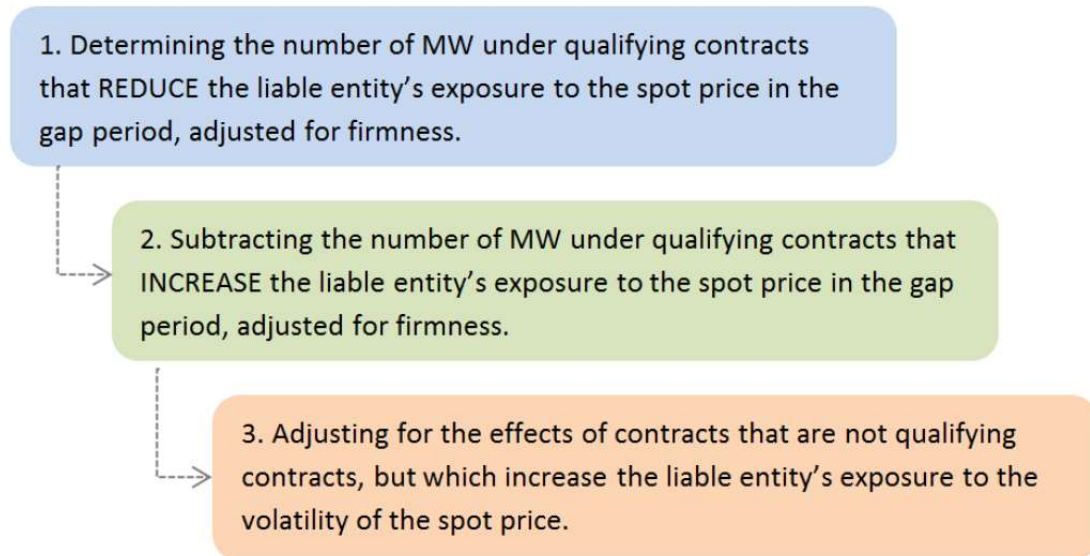 1. Determining the number of MW under qualifying contracts
that REDUCE the liable entity’s exposure to the spot price in the
gap period, adjusted for firmness.
2. Subtracting the number of MW under qualifying contracts that
INCREASE the liable entity’s exposure to the spot price in the gap
period, adjusted for firmness.
3. Adjusting for the effects of contracts that are not qualifying
contracts, but which increase the liable entity’s exposure to the
volatility of the spot price.